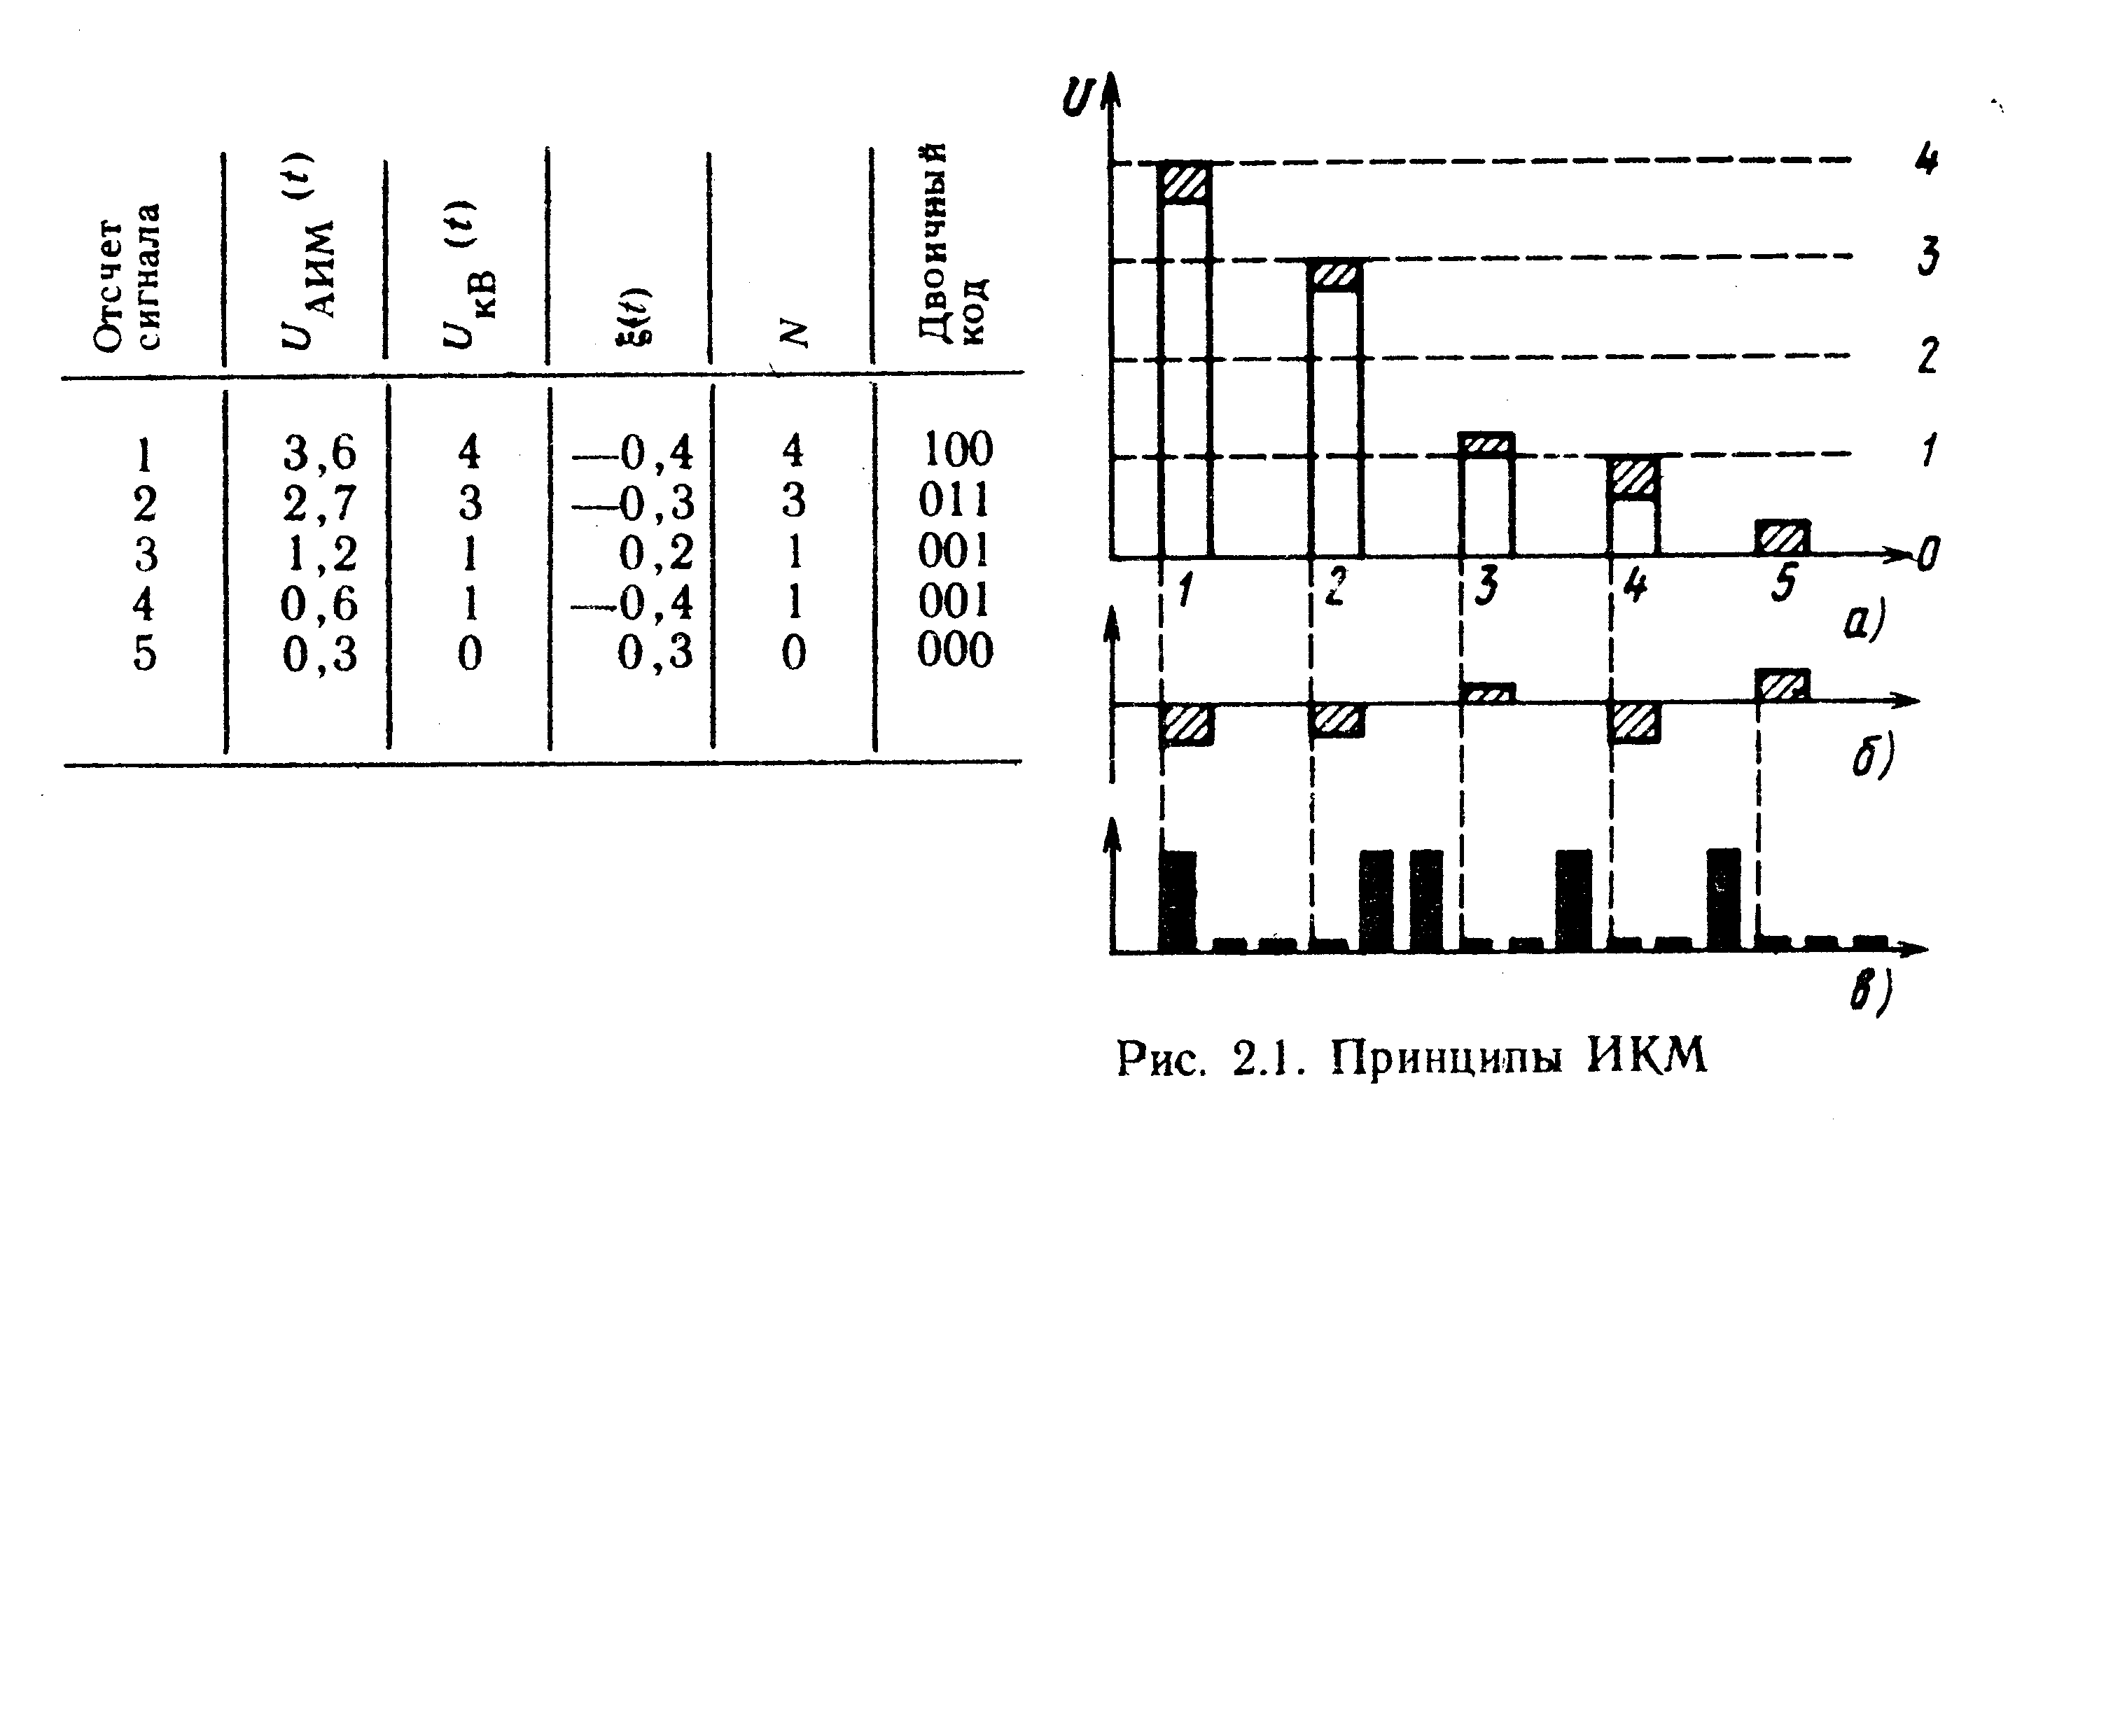 Отсчет
сигнала
U АИМ (t)
U кВ (t)
ξ(t)
N
Двоичный
код
1 3,6 4 —0,4 4 100
2 2,7 3 —0,3 3 011
3 1,2 1 0,2 1 001
4 0,6 1 —0,4 1 001
5 0,3 0 0,3 0 000
U
4
3
2
1
0
1 2 3 4 5
а)
б)
в)
Рис. 2.1. Принципы ИКМ